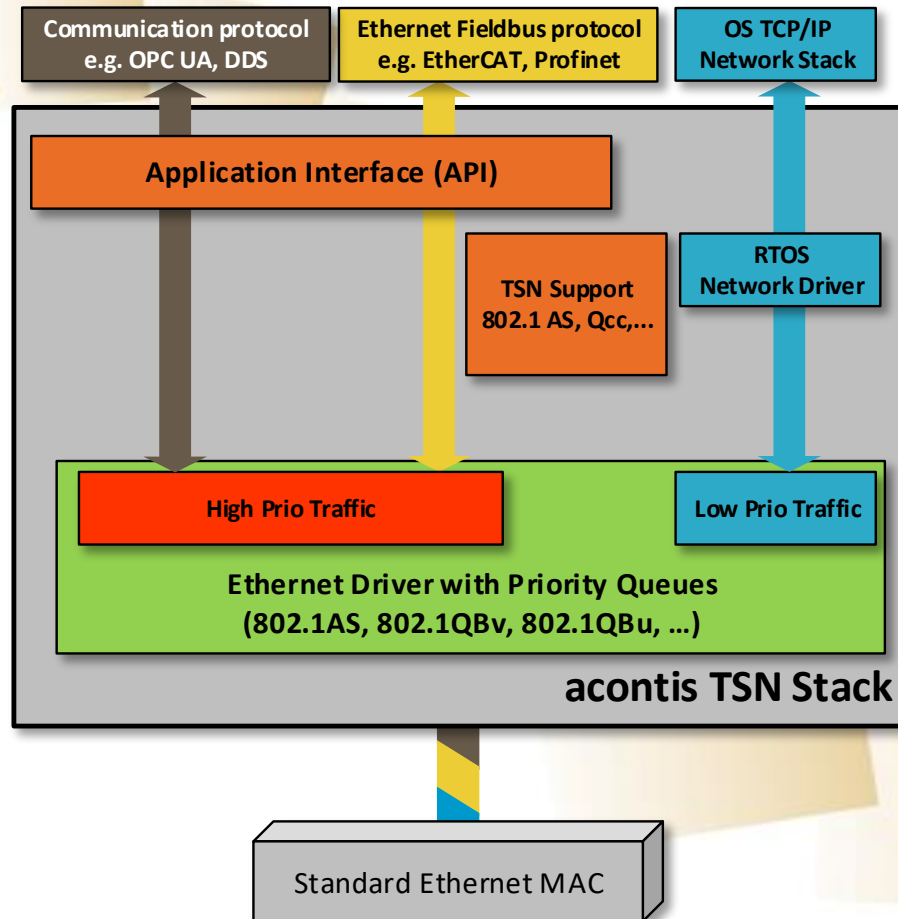 Communication protocol
e.g. OPC UA, DDS
Ethernet Fieldbus protocol
e.g. EtherCAT, Profinet
OS TCP/IP
Network Stack
Application Interface (API)
TSN Support
802.1 AS, Qcc,...
RTOS
Network Driver
High Prio Traffic
Low Prio Traffic
Ethernet Driver with Priority Queues
(802.1AS, 802.1QBv, 802.1QBu, ...)
acontis TSN Stack
Standard Ethernet MAC